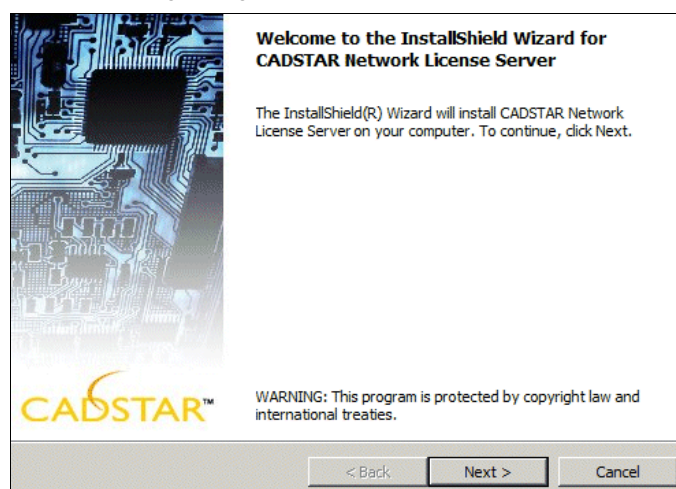 Welcome to the InstallShield Wizard for
CADSTAR Network License Server
The InstallShield(R) Wizard will install CADSTAR Network
License Server on your computer. To continue, click Next.
CADSTAR™
WARNING: This program is protected by copyright law and
international treaties.
< Back
Next >
Cancel